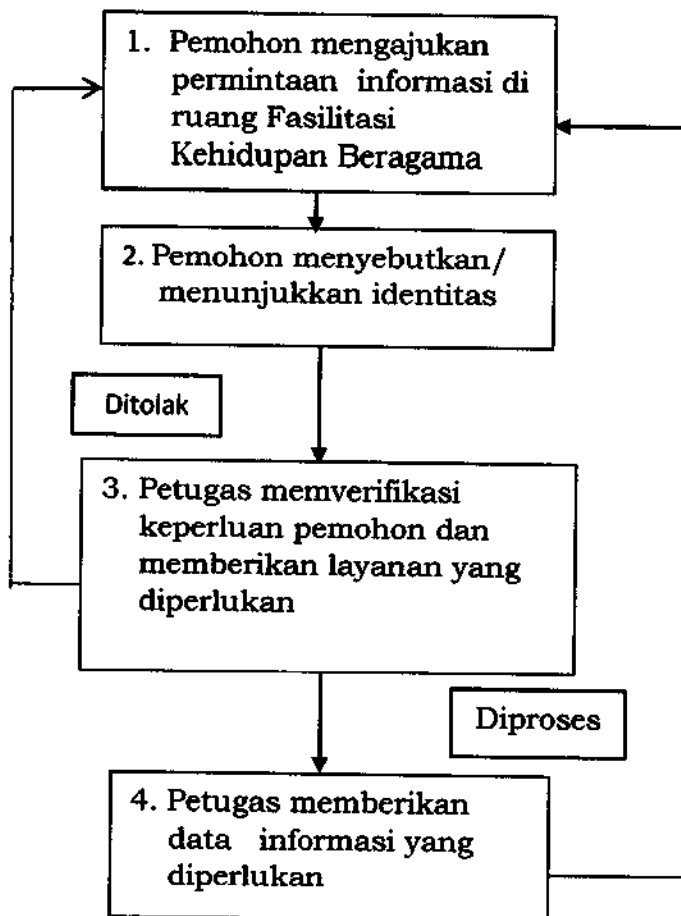 1. Pemohon mengajukan
permintaan informasi di
ruang Fasilitasi
Kehidupan Beragama
2. Pemohon menyebutkan/
menunjukkan identitas
Ditolak
3. Petugas memverifikasi
keperluan pemohon dan
memberikan layanan yang
diperlukan
Diproses
4. Petugas memberikan
data informasi yang
diperlukan